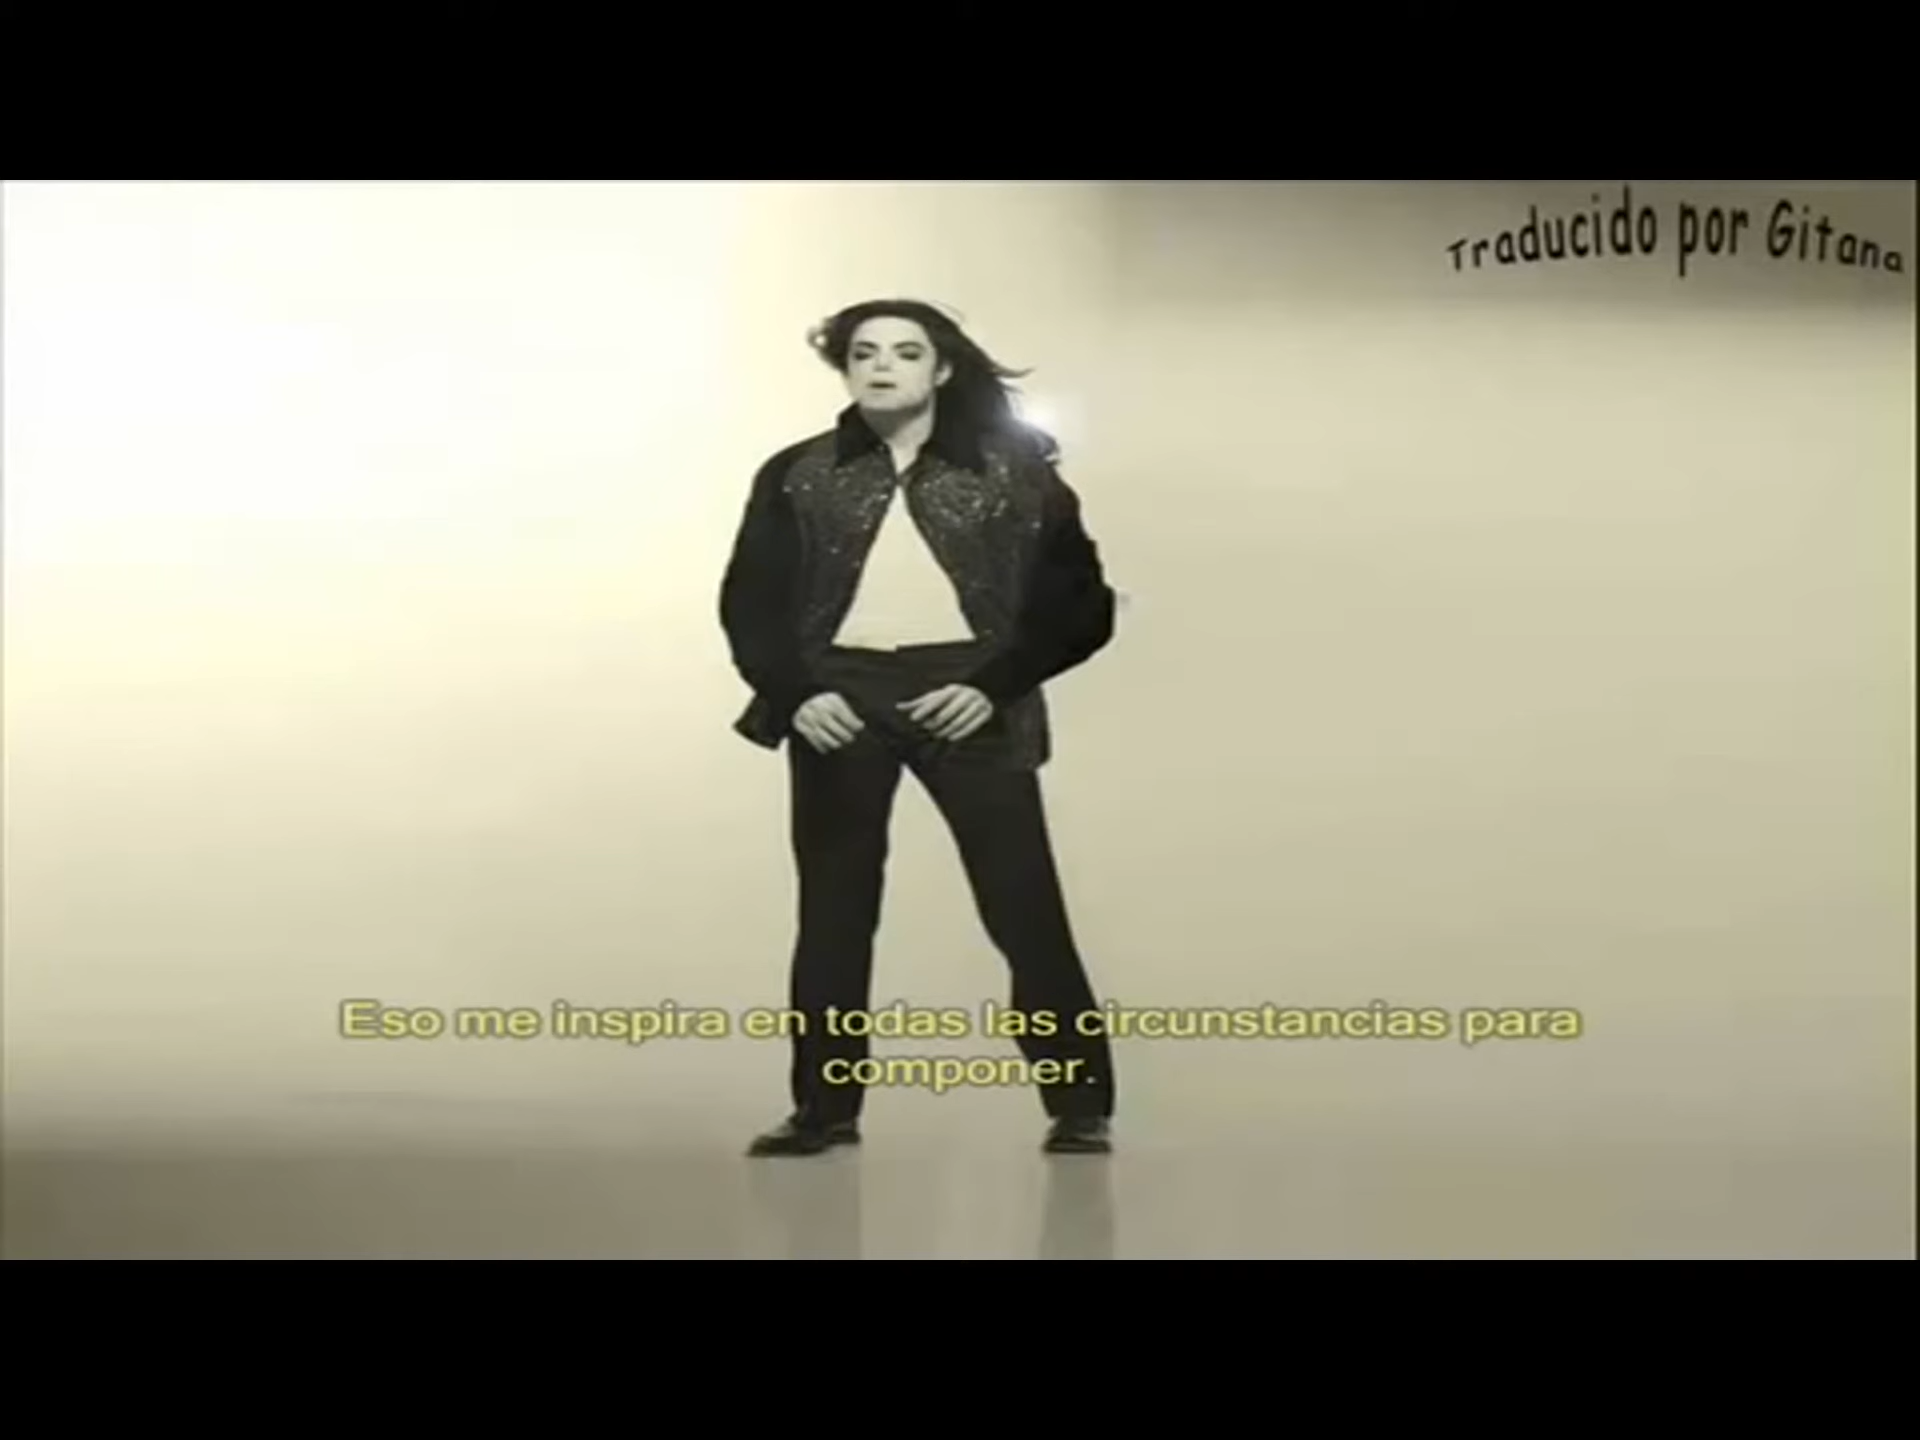 Traducido por Gitana
Eso me inspira en todas las circunstancias para
componer.